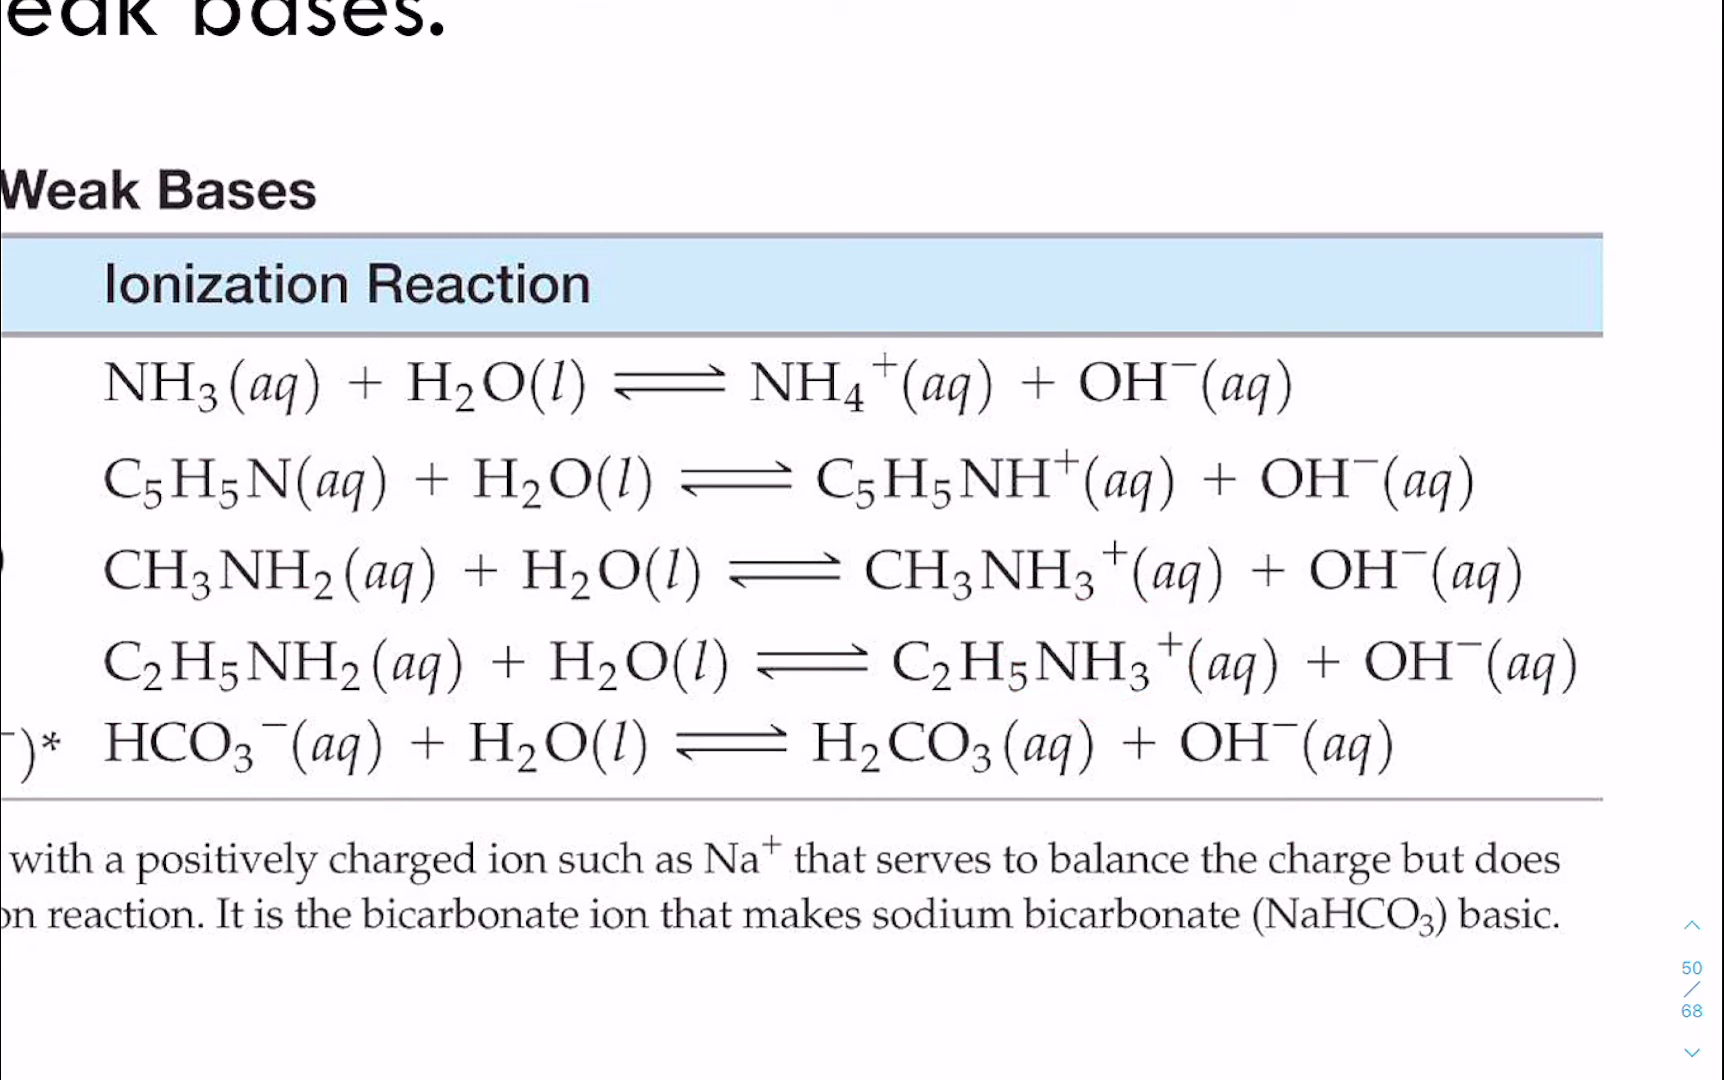 eak bases.
Weak Bases
Ionization Reaction
NH₃(aq) + H₂O(l) ⇌ NH₄⁺(aq) + OH⁻(aq)
C₅H₅N(aq) + H₂O(l) ⇌ C₅H₅NH⁺(aq) + OH⁻(aq)
) CH₃NH₂(aq) + H₂O(l) ⇌ CH₃NH₃⁺(aq) + OH⁻(aq)
C₂H₅NH₂(aq) + H₂O(l) ⇌ C₂H₅NH₃⁺(aq) + OH⁻(aq)
⁻)* HCO₃⁻(aq) + H₂O(l) ⇌ H₂CO₃(aq) + OH⁻(aq)
with a positively charged ion such as Na⁺ that serves to balance the charge but does
on reaction. It is the bicarbonate ion that makes sodium bicarbonate (NaHCO₃) basic.
50
/
68